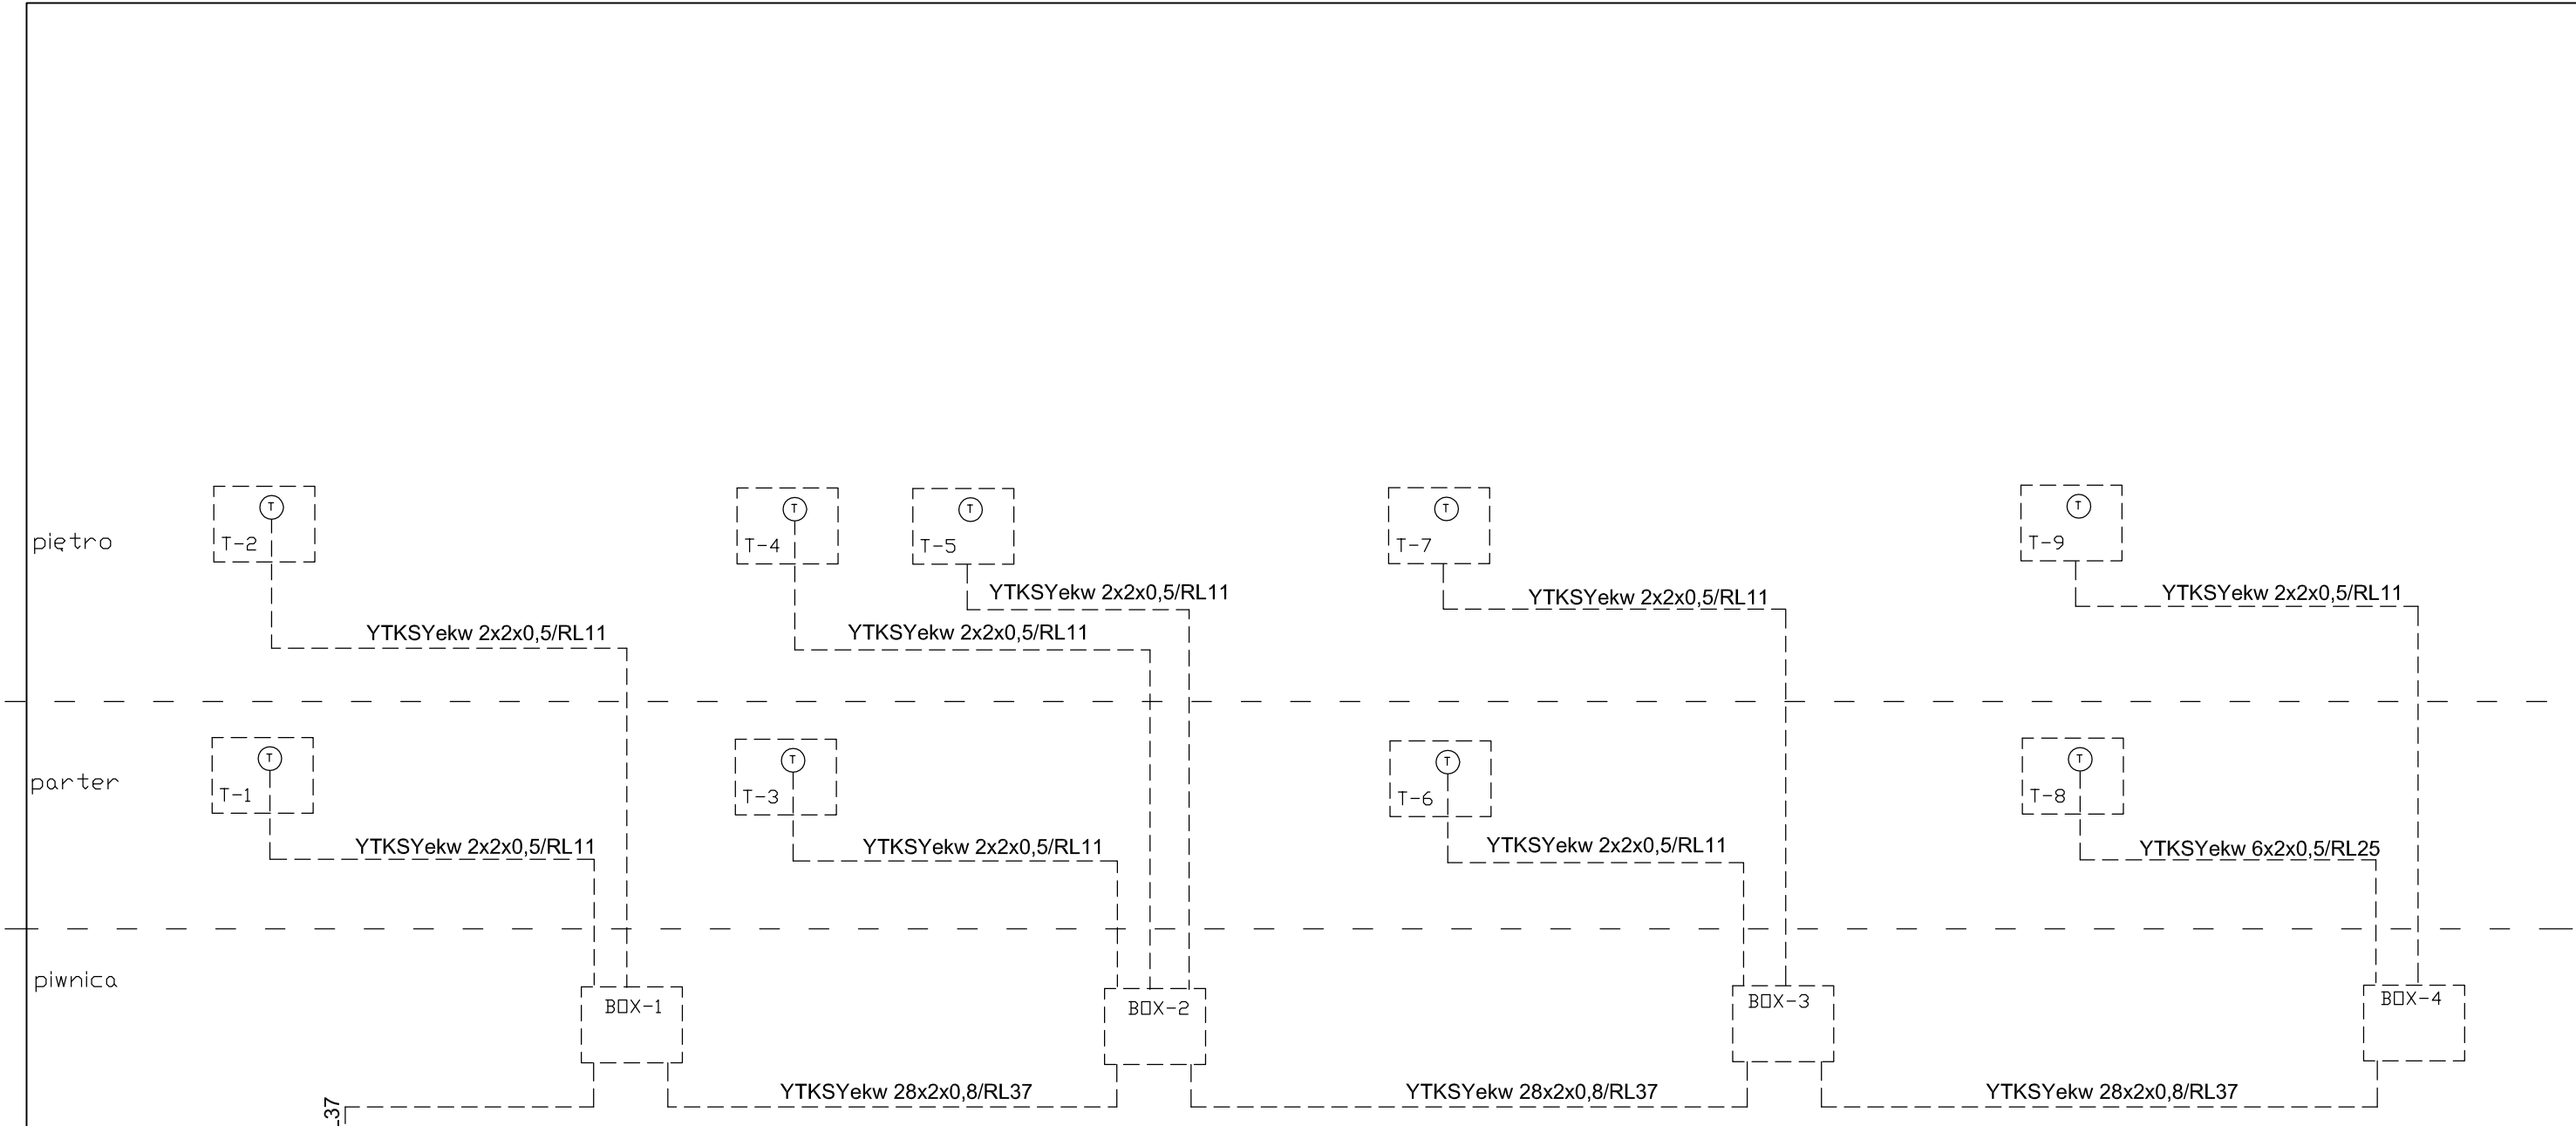 T
T-2
T
T-4
T
T-5
T
T-7
T
T-9
piętro
YTKSYekw 2x2x0,5/RL11
YTKSYekw 2x2x0,5/RL11
YTKSYekw 2x2x0,5/RL11
YTKSYekw 2x2x0,5/RL11
YTKSYekw 2x2x0,5/RL11
T
T-1
T
T-3
T
T-6
T
T-8
parter
YTKSYekw 2x2x0,5/RL11
YTKSYekw 2x2x0,5/RL11
YTKSYekw 2x2x0,5/RL11
YTKSYekw 6x2x0,5/RL25
piwnica
BOX-1
BOX-2
BOX-3
BOX-4
YTKSYekw 28x2x0,8/RL37
YTKSYekw 28x2x0,8/RL37
YTKSYekw 28x2x0,8/RL37
37